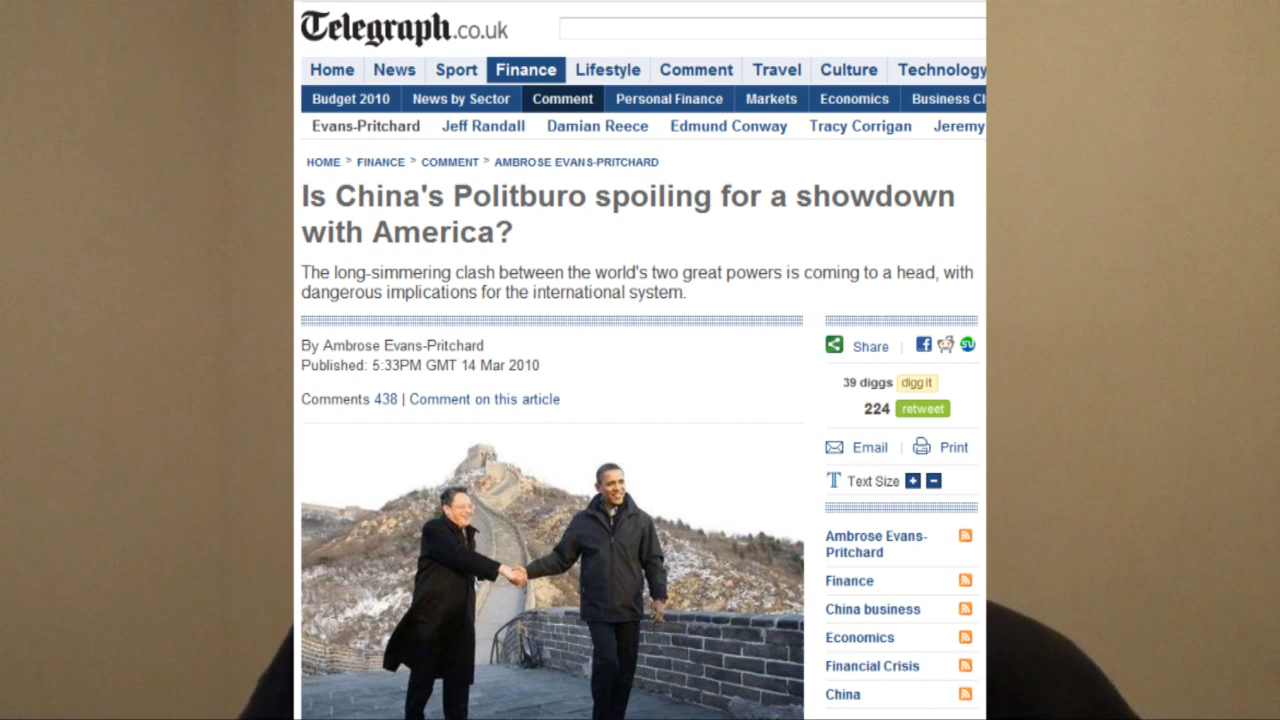 Telegraph.co.uk
Home News Sport Finance Lifestyle Comment Travel Culture Technology
Budget 2010 News by Sector Comment Personal Finance Markets Economics Business Cl
Evans-Pritchard Jeff Randall Damian Reece Edmund Conway Tracy Corrigan Jeremy
HOME > FINANCE > COMMENT > AMBROSE EVANS-PRITCHARD
Is China's Politburo spoiling for a showdown
with America?
The long-simmering clash between the world's two great powers is coming to a head, with
dangerous implications for the international system.
By Ambrose Evans-Pritchard
Published: 5:33PM GMT 14 Mar 2010
Comments 438 | Comment on this article
Share |
39 diggs digg it
224 retweet
Email | Print
T Text Size + -
Ambrose Evans-
Pritchard
Finance
China business
Economics
Financial Crisis
China